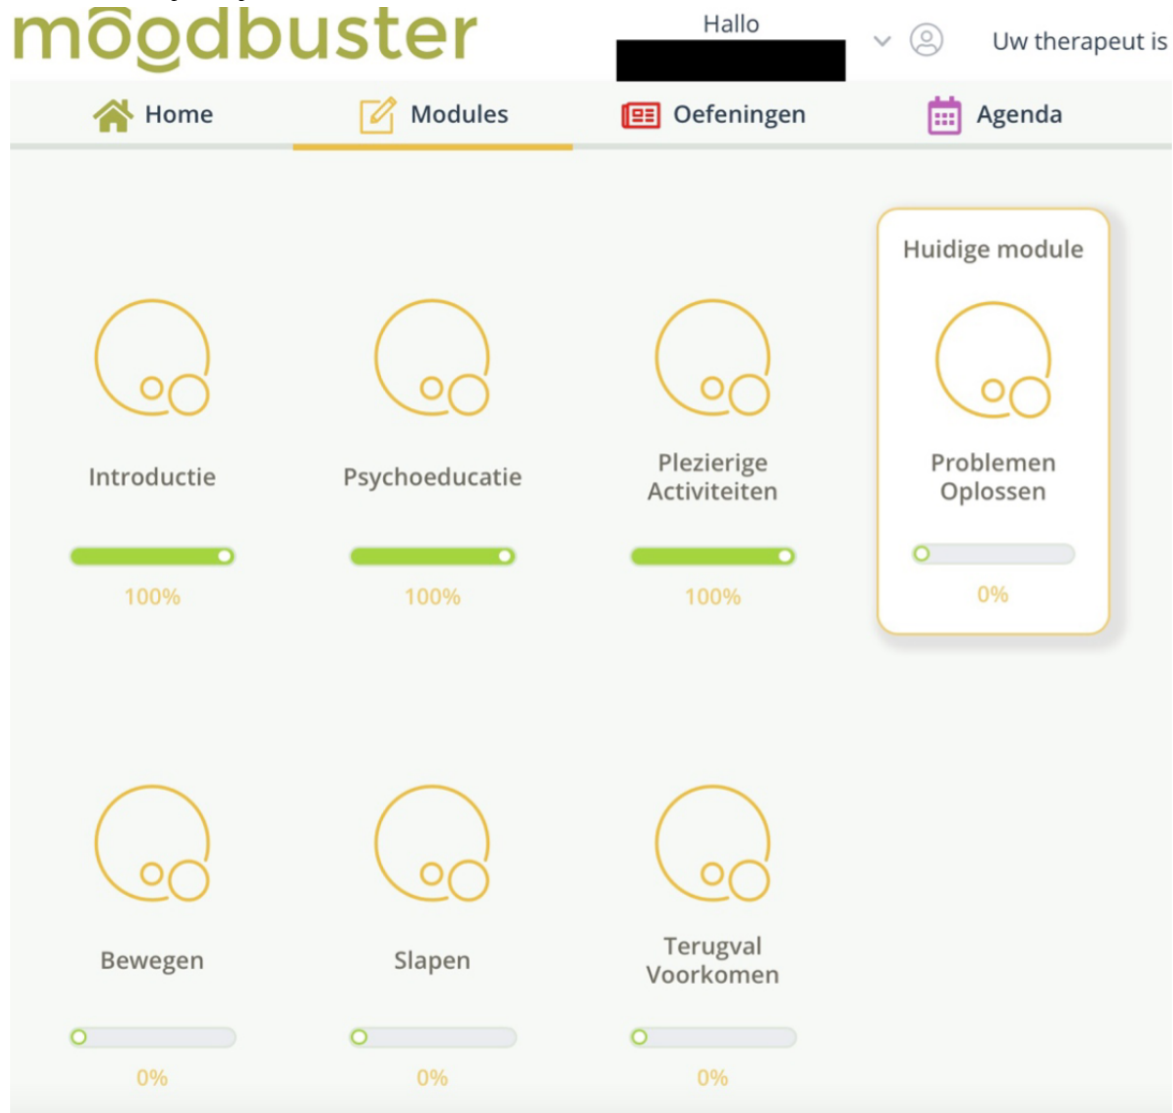 moodbuster
Hallo
Uw therapeut is
Home
Modules
Oefeningen
Agenda
Huidige module
Introductie
Psychoeducatie
Plezierige
Activiteiten
Problemen
Oplossen
100%
100%
100%
0%
Bewegen
Slapen
Terugval
Voorkomen
0%
0%
0%